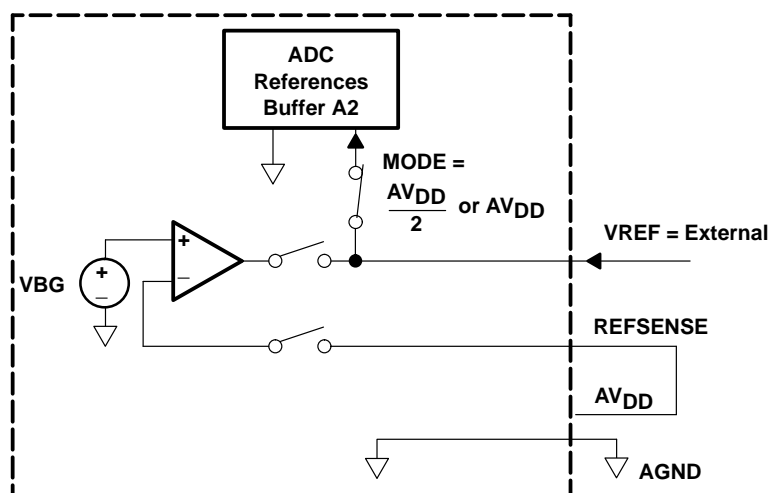 ADC
References
Buffer A2
MODE =
AVDD
2
or AVDD
VREF = External
+
−
VBG
+
−
REFSENSE
AVDD
AGND